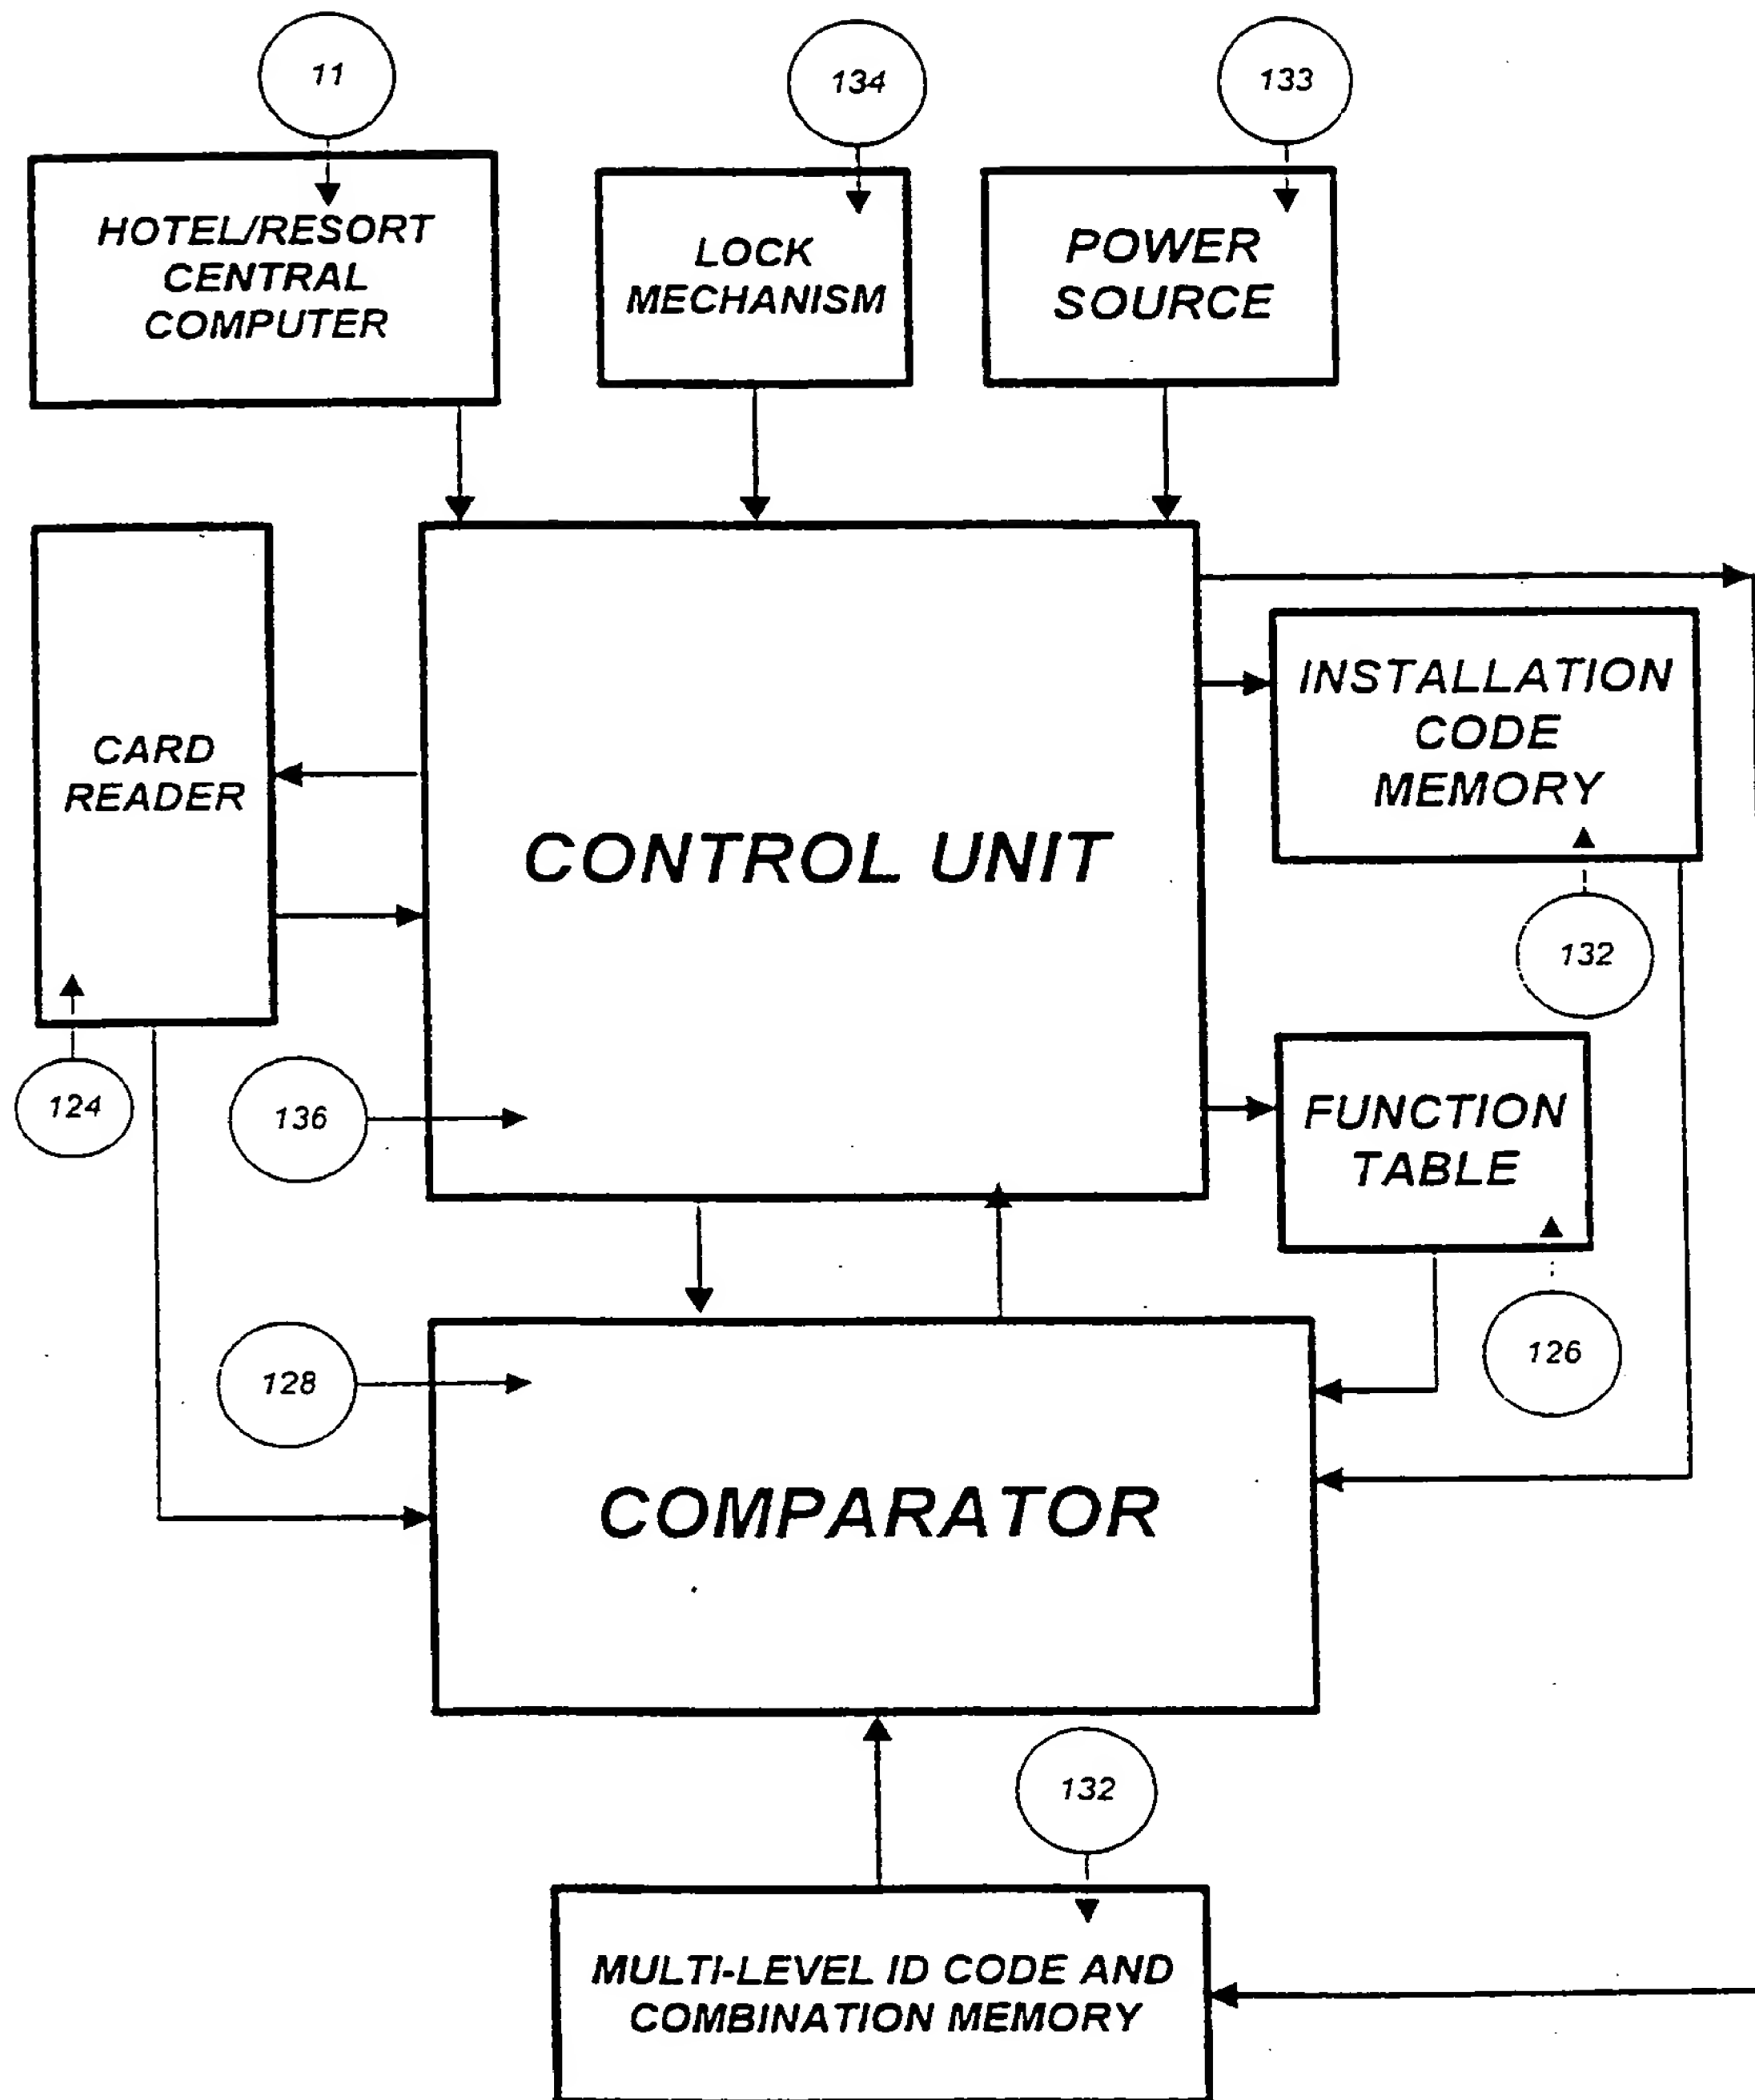 11
134
133
HOTEL/RESORT
CENTRAL
COMPUTER
LOCK
MECHANISM
POWER
SOURCE
CARD
READER
CONTROL UNIT
INSTALLATION
CODE
MEMORY
132
124
136
FUNCTION
TABLE
126
128
COMPARATOR
132
MULTI-LEVEL ID CODE AND
COMBINATION MEMORY